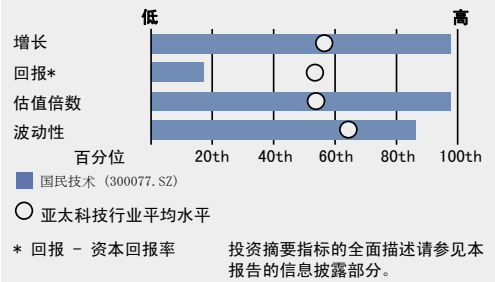 低 高
增长
回报*
估值倍数
波动性
百分位 20th 40th 60th 80th 100th
国民技术 (300077.SZ)
亚太科技行业平均水平
* 回报 - 资本回报率 投资摘要指标的全面描述请参见本
报告的信息披露部分。